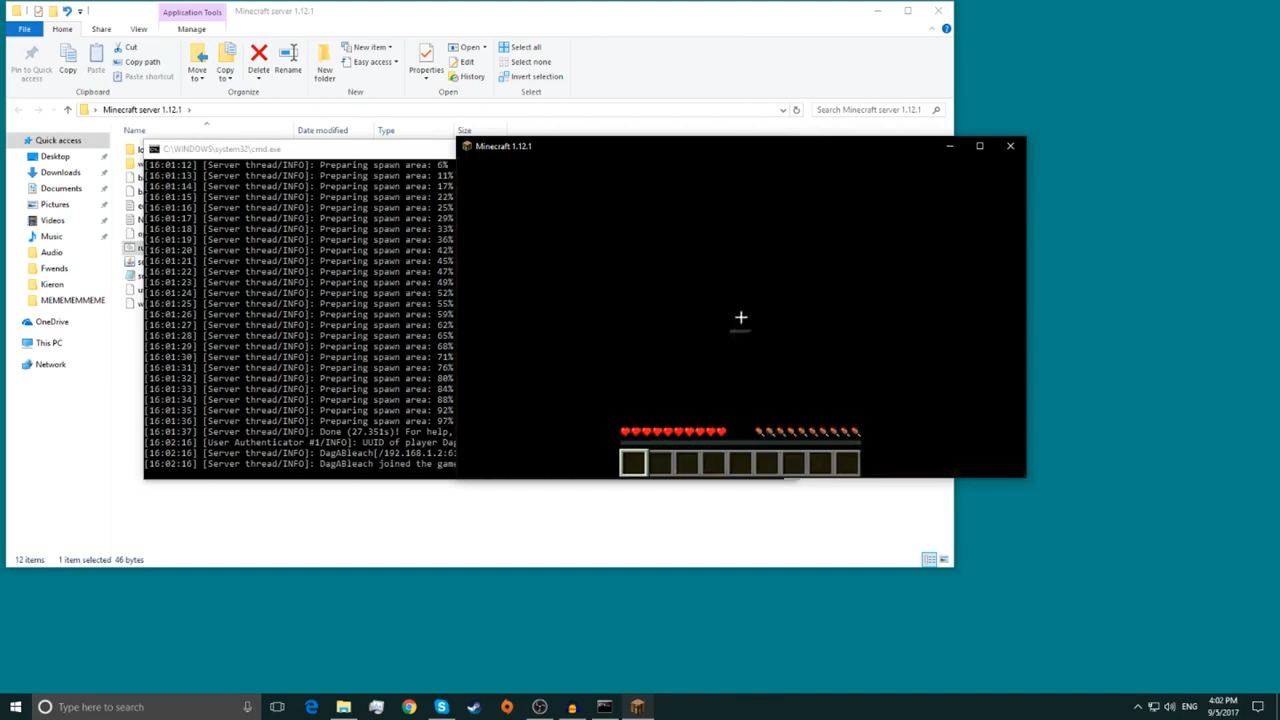 Application Tools
Minecraft server 1.12.1
File
Home
Share
View
Manage
Pin to Quick access
Copy
Paste
Cut
Copy path
Paste shortcut
Clipboard
Move to
Copy to
Delete
Rename
Organize
New folder
New item
Easy access
New
Properties
Open
Edit
History
Open
Select all
Select none
Invert selection
Select
Minecraft server 1.12.1
Search Minecraft server 1.12.1
Name
Date modified
Type
Size
Quick access
Desktop
Downloads
Documents
Pictures
Videos
Music
Audio
Fwends
Kieron
MEMEMEMMEME
OneDrive
This PC
Network
C:\WINDOWS\system32\cmd.exe
[16:01:12] [Server thread/INFO]: Preparing spawn area: 6%
[16:01:13] [Server thread/INFO]: Preparing spawn area: 11%
[16:01:14] [Server thread/INFO]: Preparing spawn area: 17%
[16:01:15] [Server thread/INFO]: Preparing spawn area: 22%
[16:01:16] [Server thread/INFO]: Preparing spawn area: 25%
[16:01:17] [Server thread/INFO]: Preparing spawn area: 29%
[16:01:18] [Server thread/INFO]: Preparing spawn area: 33%
[16:01:19] [Server thread/INFO]: Preparing spawn area: 36%
[16:01:20] [Server thread/INFO]: Preparing spawn area: 42%
[16:01:21] [Server thread/INFO]: Preparing spawn area: 45%
[16:01:22] [Server thread/INFO]: Preparing spawn area: 47%
[16:01:23] [Server thread/INFO]: Preparing spawn area: 49%
[16:01:24] [Server thread/INFO]: Preparing spawn area: 52%
[16:01:25] [Server thread/INFO]: Preparing spawn area: 55%
[16:01:26] [Server thread/INFO]: Preparing spawn area: 59%
[16:01:27] [Server thread/INFO]: Preparing spawn area: 62%
[16:01:28] [Server thread/INFO]: Preparing spawn area: 65%
[16:01:29] [Server thread/INFO]: Preparing spawn area: 68%
[16:01:30] [Server thread/INFO]: Preparing spawn area: 71%
[16:01:31] [Server thread/INFO]: Preparing spawn area: 76%
[16:01:32] [Server thread/INFO]: Preparing spawn area: 80%
[16:01:33] [Server thread/INFO]: Preparing spawn area: 84%
[16:01:34] [Server thread/INFO]: Preparing spawn area: 88%
[16:01:35] [Server thread/INFO]: Preparing spawn area: 92%
[16:01:36] [Server thread/INFO]: Preparing spawn area: 97%
[16:01:37] [Server thread/INFO]: Done (27.351s)! For help,
[16:02:16] [User Authenticator #1/INFO]: UUID of player Dag
[16:02:16] [Server thread/INFO]: DagABleach[/192.168.1.2:6
[16:02:16] [Server thread/INFO]: DagABleach joined the game
Minecraft 1.12.1
12 items
1 item selected 46 bytes
Type here to search
ENG
4:02 PM
9/5/2017